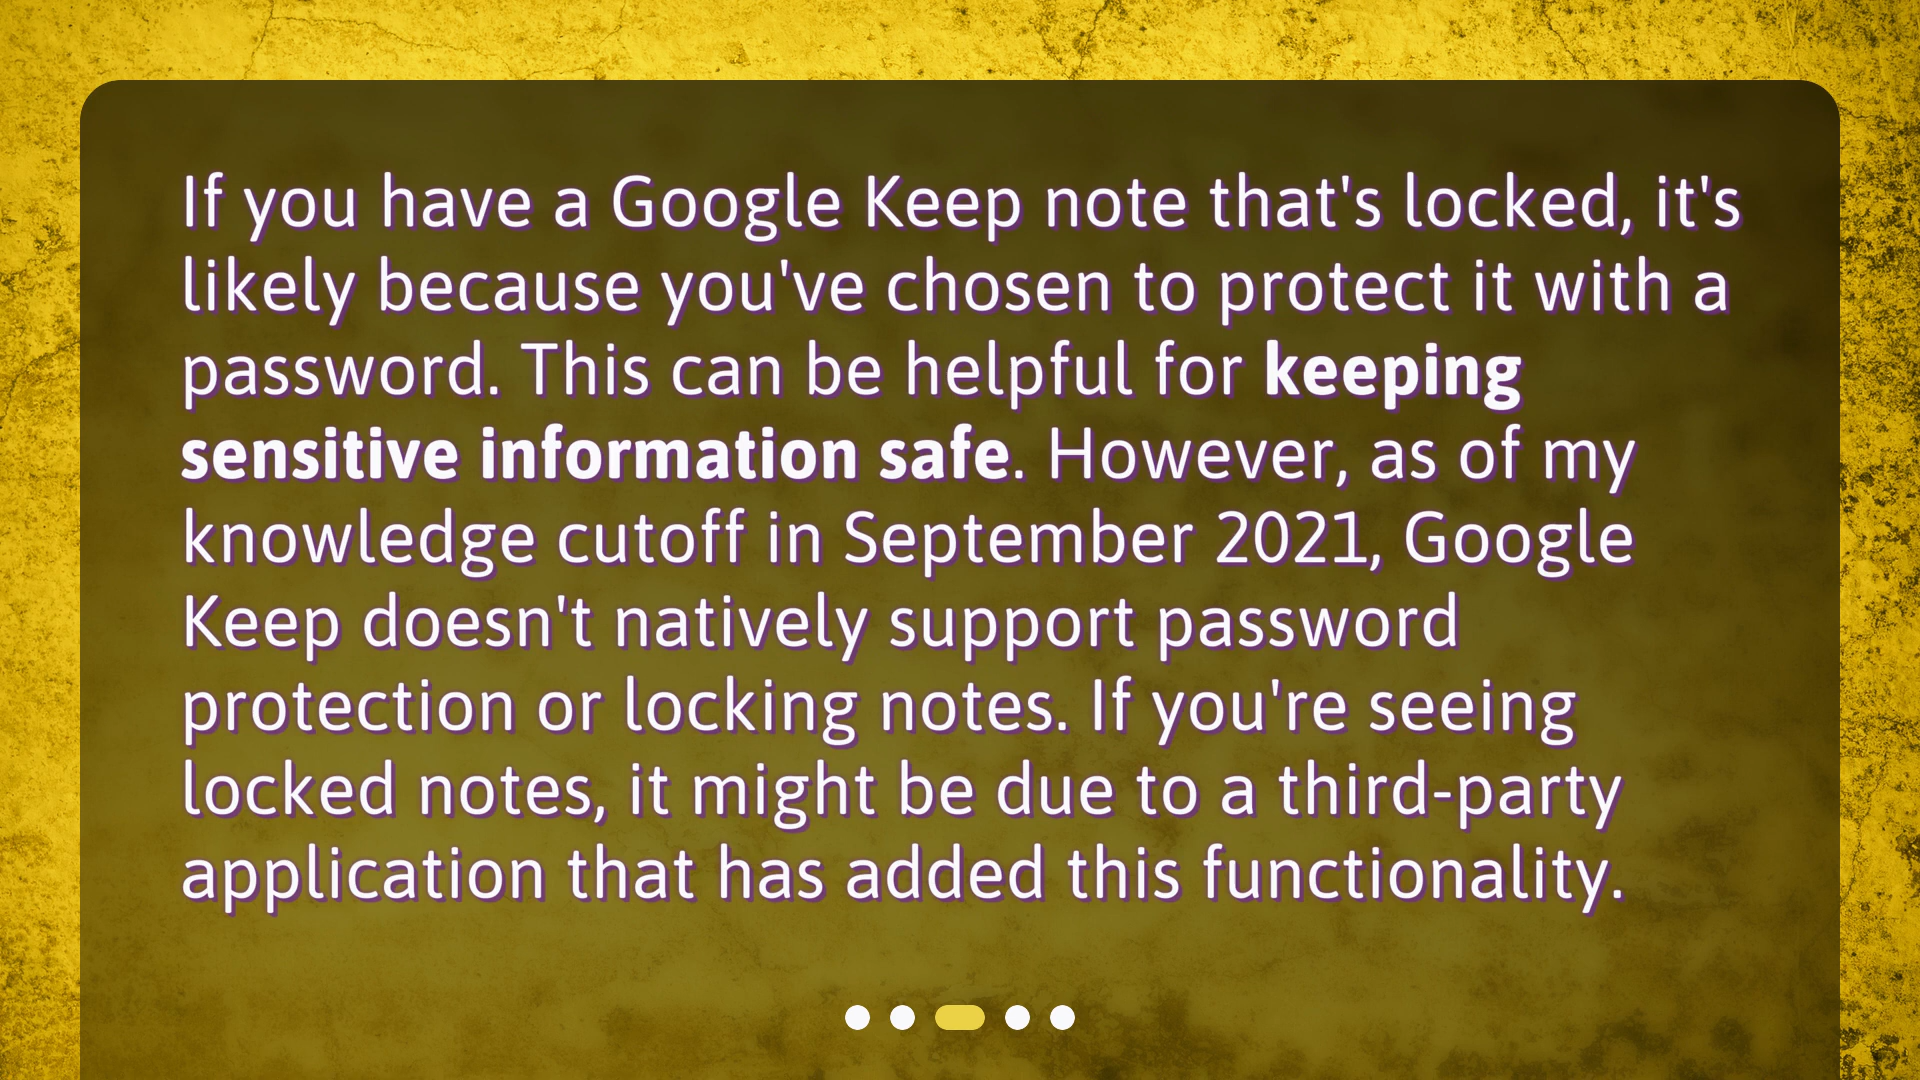 If you have a Google Keep note that's locked, it's
likely because you've chosen to protect it with a
password. This can be helpful for keeping
sensitive information safe. However, as of my
knowledge cutoff in September 2021, Google
Keep doesn't natively support password
protection or locking notes. If you're seeing
locked notes, it might be due to a third-party
application that has added this functionality.